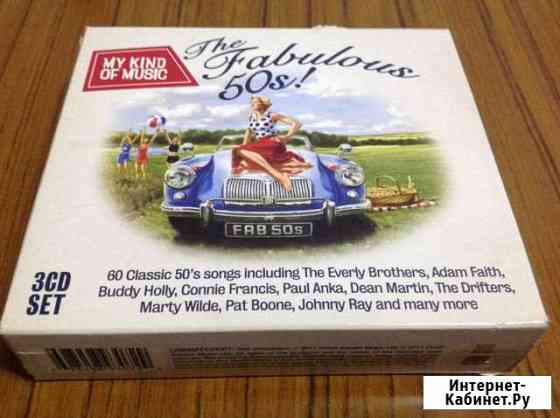 MY KIND
OF MUSIC
The
Fabulous
50s!
FAB 50s
3CD
SET
60 Classic 50's songs including The Everly Brothers, Adam Faith,
Buddy Holly, Connie Francis, Paul Anka, Dean Martin, The Drifters,
Marty Wilde, Pat Boone, Johnny Ray and many more
Интернет-
Кабинет.Ру